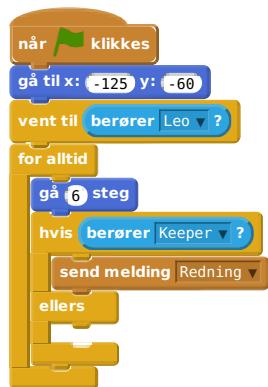 når klikkes
gå til x: -125 y: -60
vent til berører Leo ?
for alltid
gå 6 steg
hvis berører Keeper ?
send melding Redning
ellers